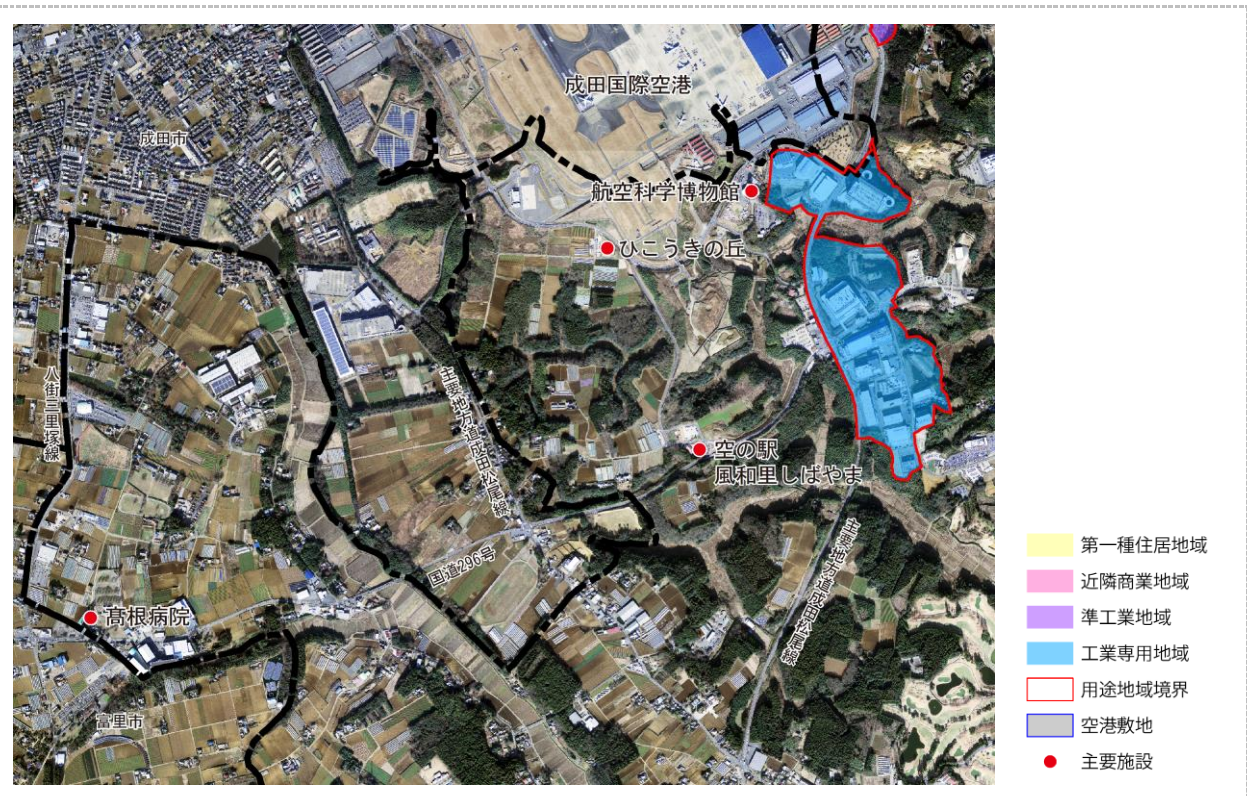 成田国際空港
成田市
航空科学博物館
ひこうきの丘
八街三里塚線
主要地方道成田松尾線
空の駅
風和里しばやま
主要地方道成田松尾線
国道296号
高根病院
富里市
第一種住居地域
近隣商業地域
準工業地域
工業専用地域
用途地域境界
空港敷地
主要施設